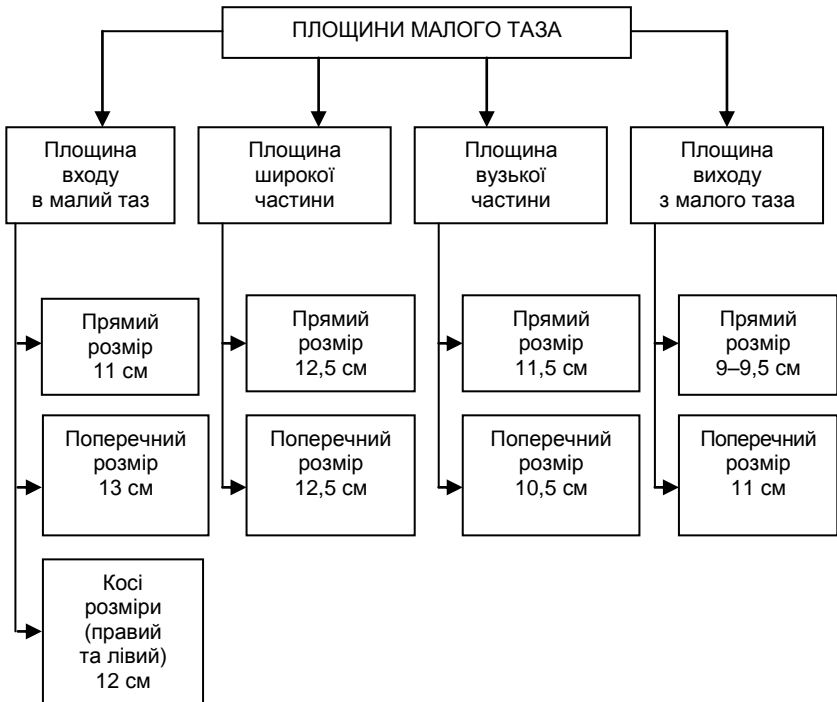 ПЛОЩИНИ МАЛОГО ТАЗА
Площина
входу
в малий таз
Площина
широкої
частини
Площина
вузької
частини
Площина
виходу
з малого таза
Прямий
розмір
11 см
Прямий
розмір
12,5 см
Прямий
розмір
11,5 см
Прямий
розмір
9–9,5 см
Поперечний
розмір
13 см
Поперечний
розмір
12,5 см
Поперечний
розмір
10,5 см
Поперечний
розмір
11 см
Косі
розміри
(правий
та лівий)
12 см